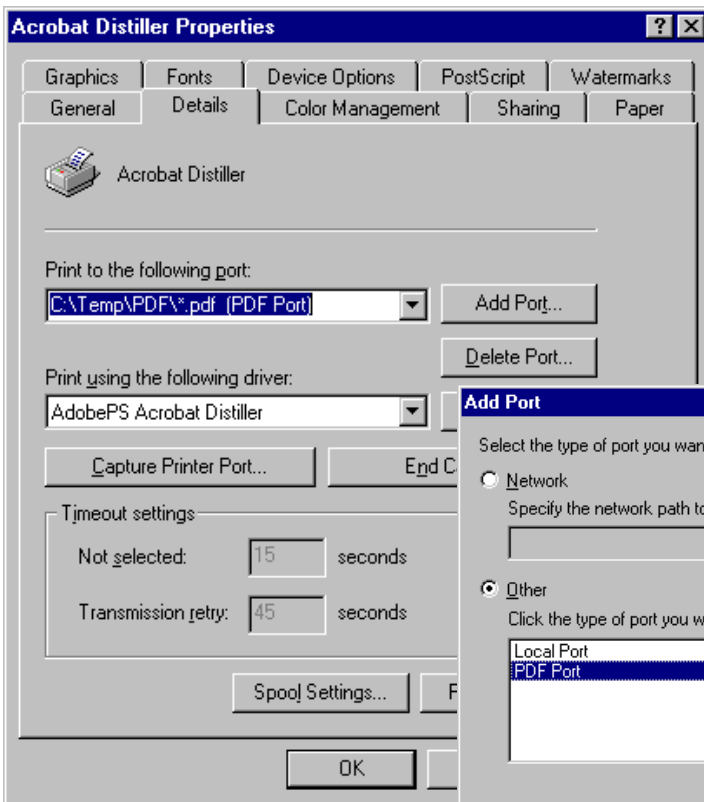 Acrobat Distiller Properties
Graphics Fonts Device Options PostScript Watermarks
General Details Color Management Sharing Paper
Acrobat Distiller
Print to the following port:
C:\Temp\PDF\*.pdf (PDF Port) Add Port...
Delete Port...
Print using the following driver:
AdobePS Acrobat Distiller
Capture Printer Port... End C
Timeout settings
Not selected: 15 seconds
Transmission retry: 45 seconds
Spool Settings... P
OK
Add Port
Select the type of port you wan
Network
Specify the network path to
Other
Click the type of port you w
Local Port
PDF Port